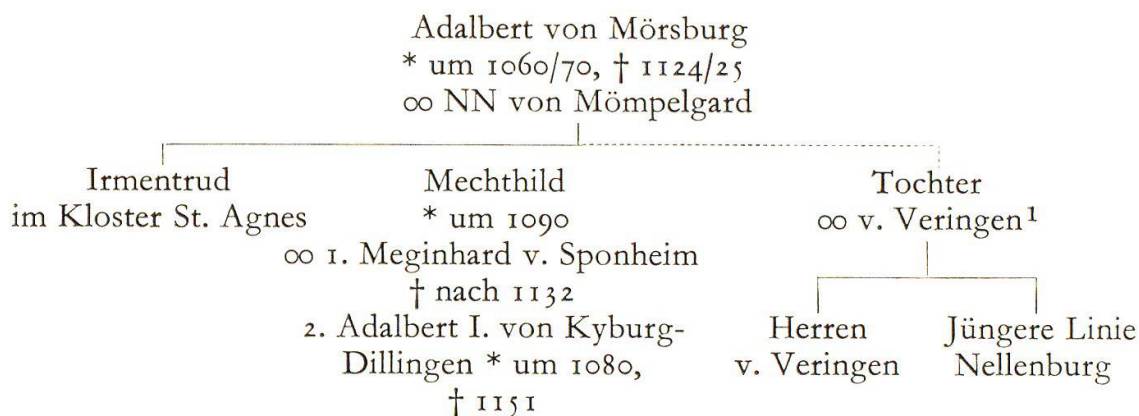 Adalbert von Mörsburg
* um 1060/70, † 1124/25
∞ NN von Mömpelgard
Irmentrud
im Kloster St. Agnes
Mechthild
* um 1090
∞ 1. Meginhard v. Sponheim
† nach 1132
2. Adalbert I. von Kyburg-
Dillingen * um 1080,
† 1151
Tochter
∞ v. Veringen¹
Herren
v. Veringen
Jüngere Linie
Nellenburg